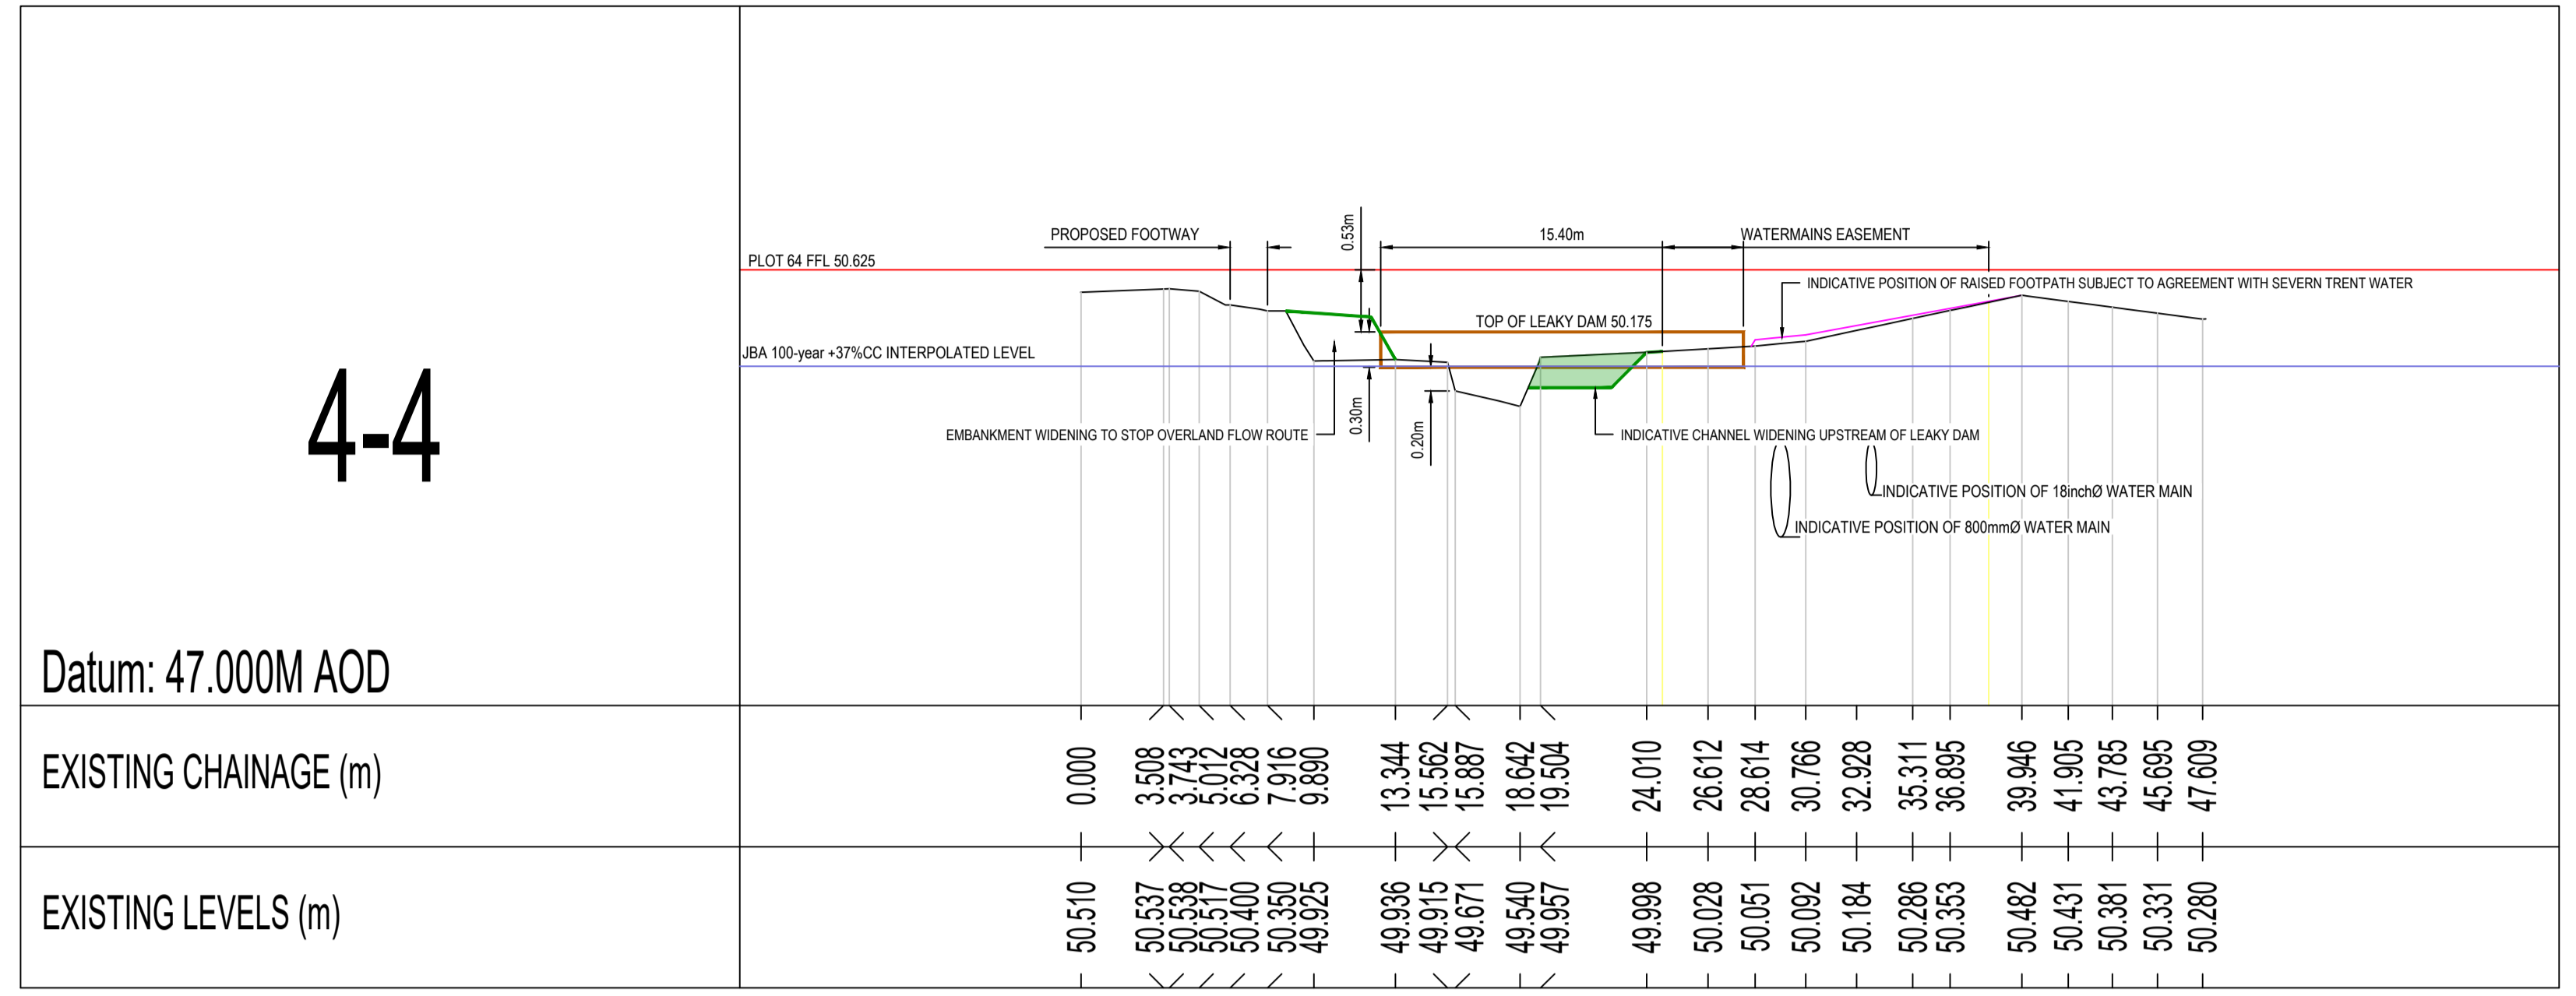 4-4
Datum: 47.000M AOD
PROPOSED FOOTWAY
0.53m
15.40m
WATERMAINS EASEMENT
PLOT 64 FFL 50.625
INDICATIVE POSITION OF RAISED FOOTPATH SUBJECT TO AGREEMENT WITH SEVERN TRENT WATER
TOP OF LEAKY DAM 50.175
JBA 100-year +37%CC INTERPOLATED LEVEL
0.30m
0.20m
EMBANKMENT WIDENING TO STOP OVERLAND FLOW ROUTE
INDICATIVE CHANNEL WIDENING UPSTREAM OF LEAKY DAM
INDICATIVE POSITION OF 18inchØ WATER MAIN
INDICATIVE POSITION OF 800mmØ WATER MAIN
EXISTING CHAINAGE (m)
0.000 3.508 3.743 5.012 6.328 7.916 9.890 13.344 15.562 15.887 18.642 19.504 24.010 26.612 28.614 30.766 32.928 35.311 36.895 39.946 41.905 43.785 45.695 47.609
EXISTING LEVELS (m)
50.510 50.537 50.538 50.517 50.400 50.350 49.925 49.936 49.915 49.671 49.540 49.957 49.998 50.028 50.051 50.092 50.184 50.286 50.353 50.482 50.431 50.381 50.331 50.280